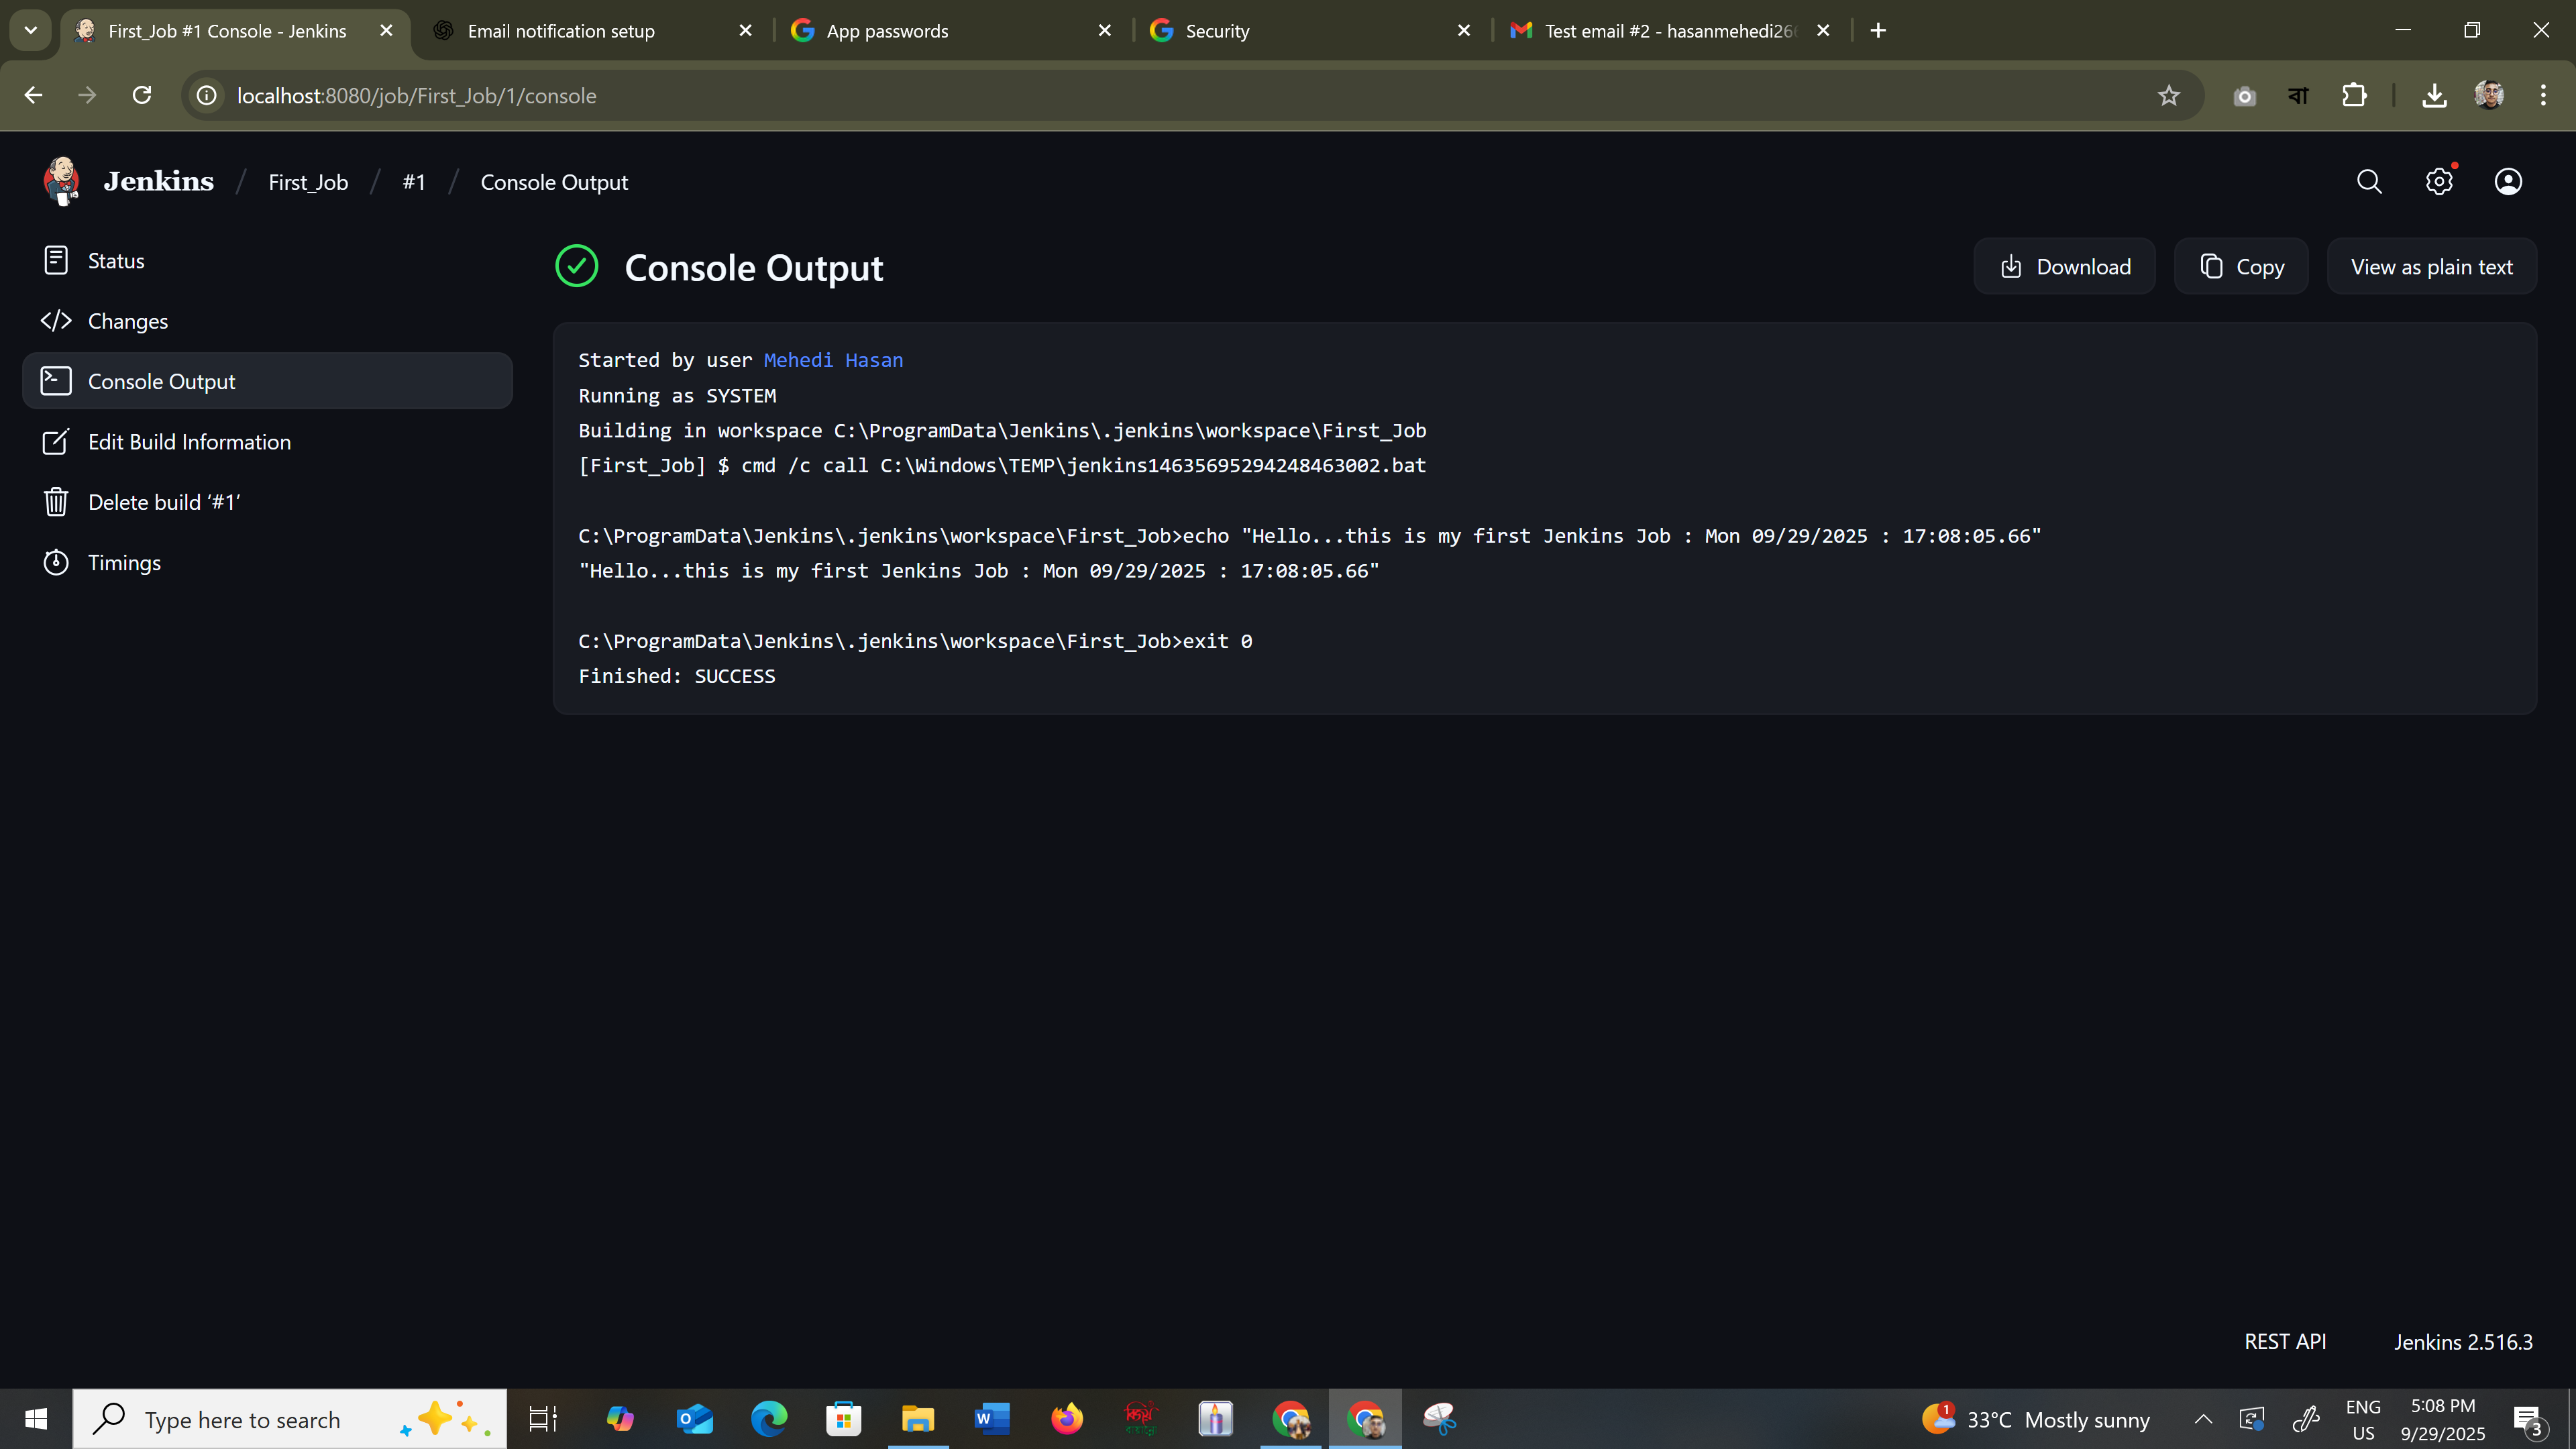 First_Job #1 Console - Jenkins
Email notification setup
App passwords
Security
Test email #2 - hasanmehedi26
localhost:8080/job/First_Job/1/console
বা
Jenkins / First_Job / #1 / Console Output
Status
Changes
Console Output
Edit Build Information
Delete build ‘#1’
Timings
Console Output
Download
Copy
View as plain text
Started by user Mehedi Hasan
Running as SYSTEM
Building in workspace C:\ProgramData\Jenkins\.jenkins\workspace\First_Job
[First_Job] $ cmd /c call C:\Windows\TEMP\jenkins14635695294248463002.bat
C:\ProgramData\Jenkins\.jenkins\workspace\First_Job>echo "Hello...this is my first Jenkins Job : Mon 09/29/2025 : 17:08:05.66"
"Hello...this is my first Jenkins Job : Mon 09/29/2025 : 17:08:05.66"
C:\ProgramData\Jenkins\.jenkins\workspace\First_Job>exit 0
Finished: SUCCESS
REST API
Jenkins 2.516.3
Type here to search
1
33°C Mostly sunny
ENG
US
5:08 PM
9/29/2025
3